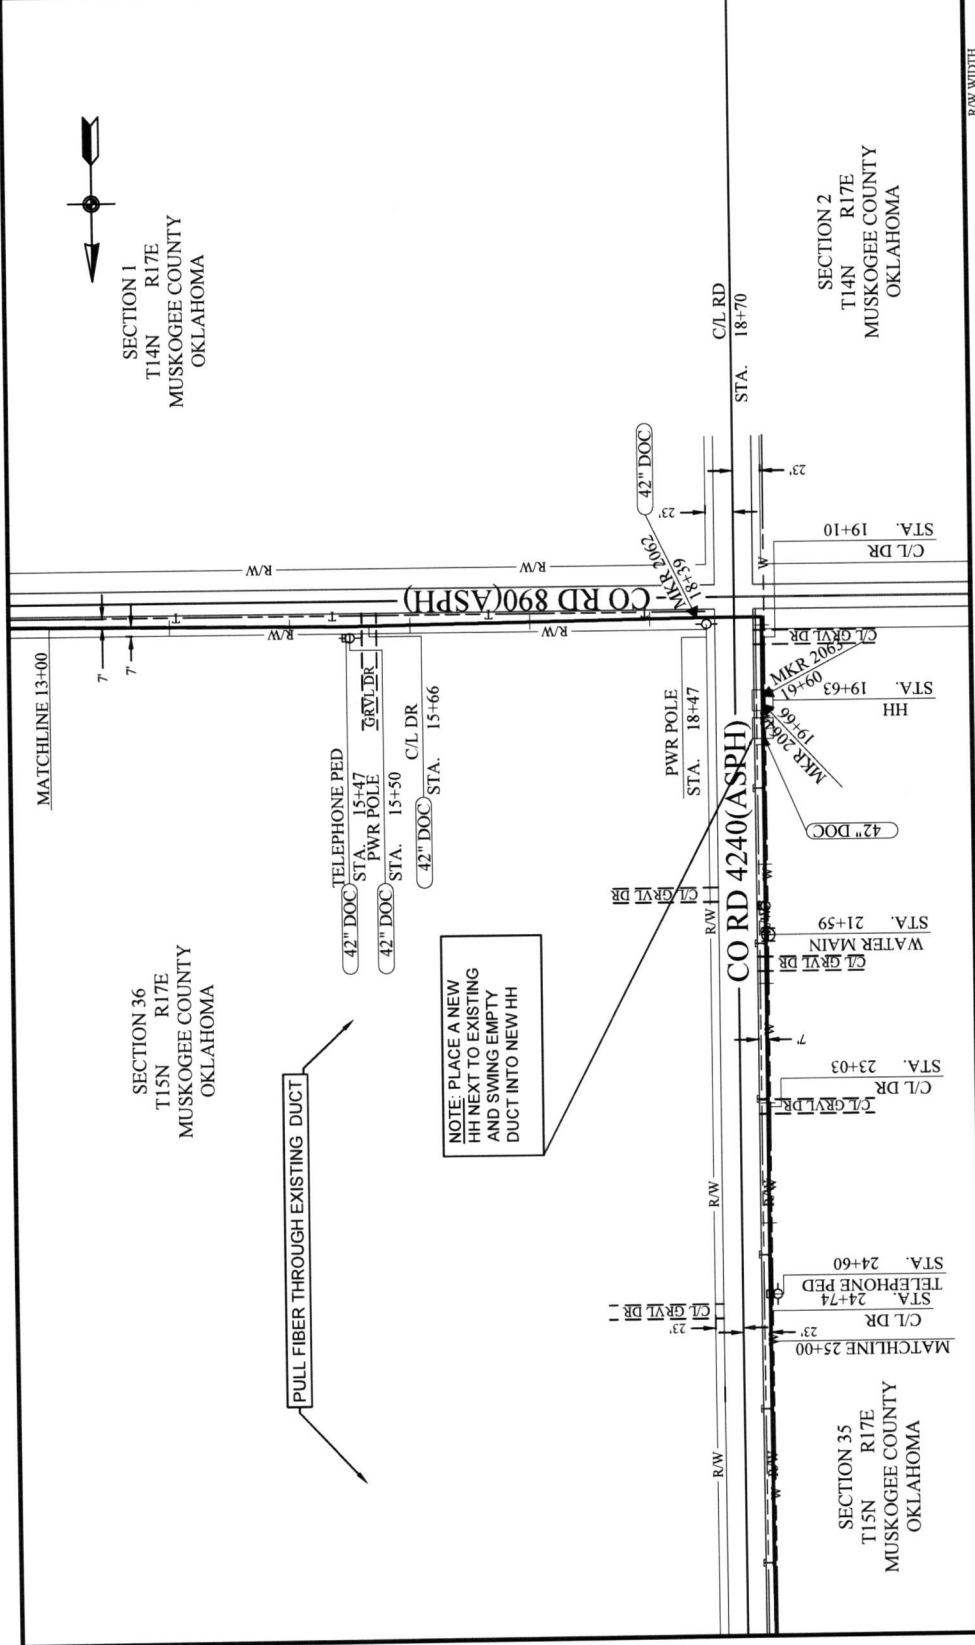 SECTION 1
T14N R17E
MUSKOGEE COUNTY
OKLAHOMA
SECTION 2
T14N R17E
MUSKOGEE COUNTY
OKLAHOMA
SECTION 36
T15N R17E
MUSKOGEE COUNTY
OKLAHOMA
SECTION 35
T15N R17E
MUSKOGEE COUNTY
OKLAHOMA
MATCHLINE 13+00
7'
7'
R/W
R/W
R/W
R/W
T
T
T
T
CO RD 890(ASPH)
TELEPHONE PED
42" DOC STA. 15+47
PWR POLE
42" DOC STA. 15+50
GRVL DR
C/L DR
42" DOC STA. 15+66
PWR POLE
STA. 18+47
42" DOC
MKR 2062
18+39
C/L RD
STA. 18+70
23'
23'
PULL FIBER THROUGH EXISTING DUCT
NOTE: PLACE A NEW
HH NEXT TO EXISTING
AND SWING EMPTY
DUCT INTO NEW HH
CO RD 4240(ASPH)
R/W
R/W
R/W
C/L GRVL DR
C/L GRVL DR
23'
C/L DR
STA. 19+10
C/L GRVL DR
MKR 2063
19+60
HH
STA. 19+63
MKR 2064
19+66
42" DOC
WATER MAIN
STA. 21+59
C/L GRVL DR
7'
C/L DR
STA. 23+03
C/L GRVL DR
TELEPHONE PED
STA. 24+60
C/L DR
STA. 24+74
23'
MATCHLINE 25+00
W
W
W
W
W
R/W
R/W
R/W WIDTH